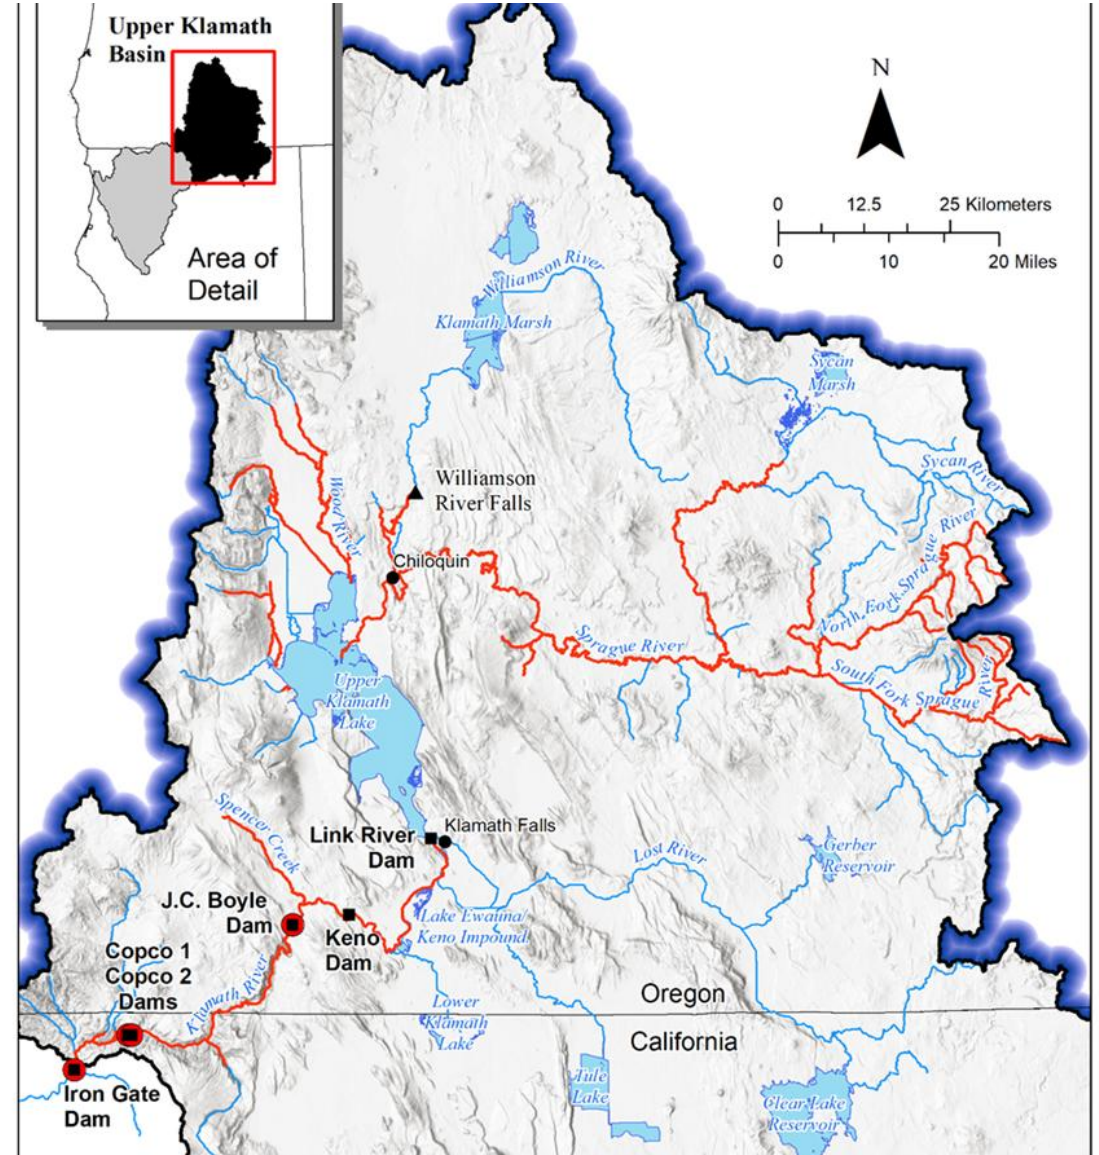 Upper Klamath
Basin
Area of
Detail
N
0 12.5 25 Kilometers
0 10 20 Miles
Williamson River
Klamath Marsh
Sycan
Marsh
Sycan River
Williamson
River Falls
Wood River
Chiloquin
North Fork Sprague River
Sprague River
South Fork Sprague River
Upper
Klamath
Lake
Spencer Creek
Link River
Dam
Klamath Falls
Lost River
Gerber
Reservoir
J.C. Boyle
Dam
Keno
Dam
Lake Ewauna/
Keno Impound.
Copco 1
Copco 2
Dams
Klamath River
Lower
Klamath
Lake
Oregon
California
Iron Gate
Dam
Tule
Lake
Clear Lake
Reservoir